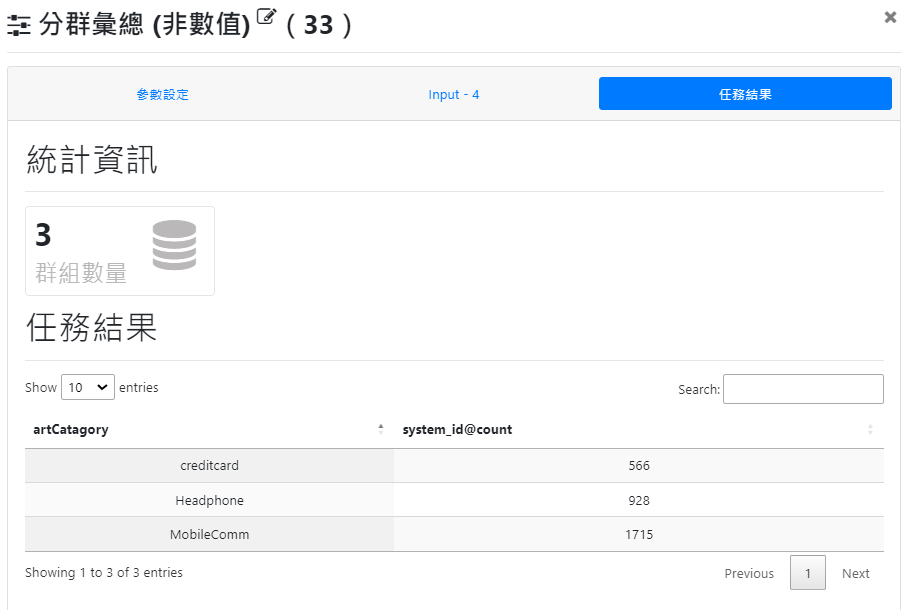 分群彙總 (非數值) ( 33 )
參數設定 Input - 4 任務結果
統計資訊
3
群組數量
任務結果
Show 10 entries Search:
artCatagory system_id@count
creditcard 566
Headphone 928
MobileComm 1715
Showing 1 to 3 of 3 entries Previous 1 Next